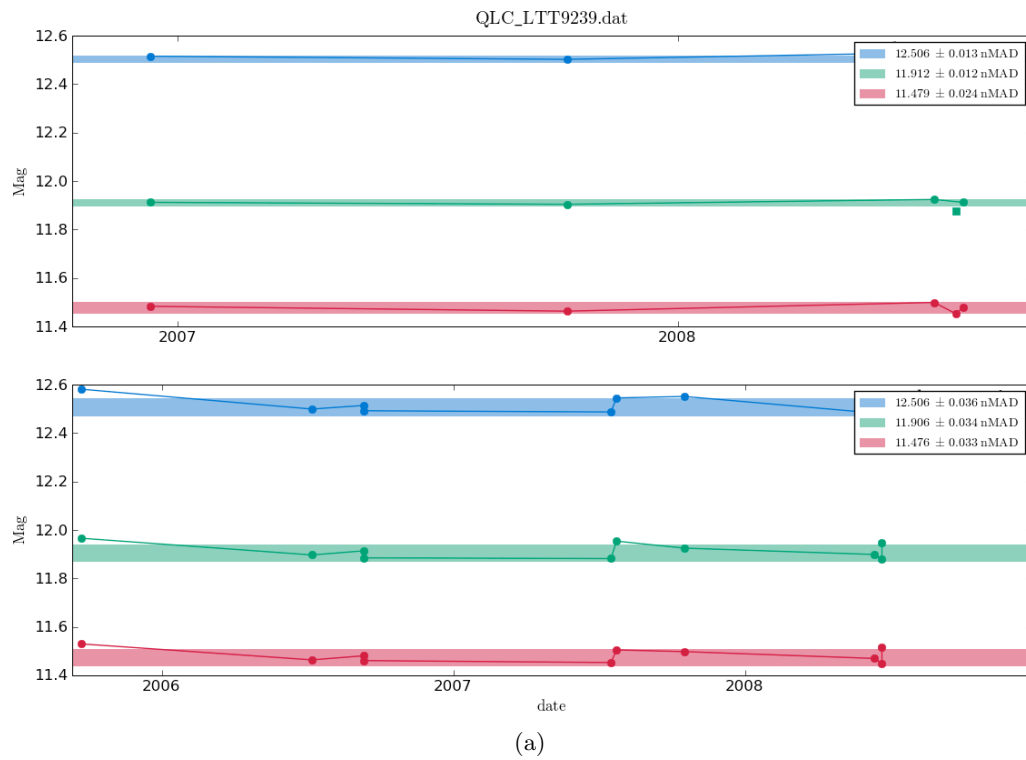 QLC_LTT9239.dat
12.6
12.4
12.2
12.0
11.8
11.6
11.4
Mag
2007
2008
12.506 ± 0.013 nMAD
11.912 ± 0.012 nMAD
11.479 ± 0.024 nMAD
12.6
12.4
12.2
12.0
11.8
11.6
11.4
Mag
2006
2007
2008
date
12.506 ± 0.036 nMAD
11.906 ± 0.034 nMAD
11.476 ± 0.033 nMAD
(a)